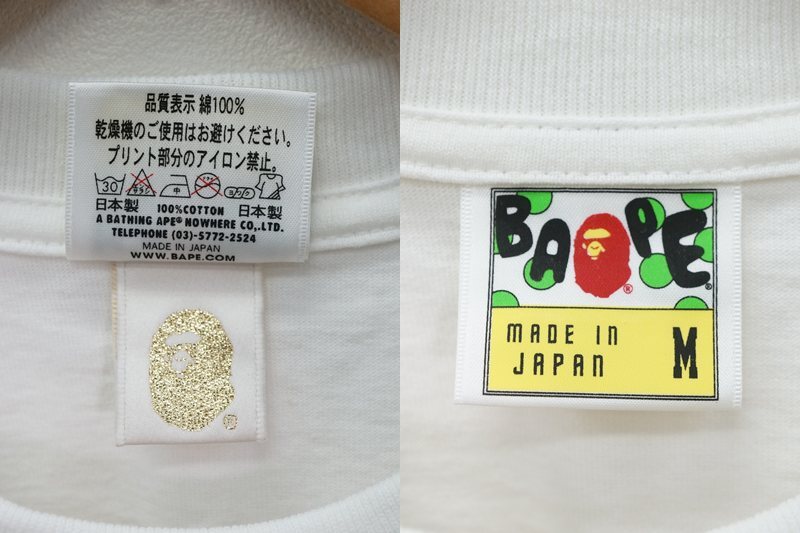 品質表示 綿100%
乾燥機のご使用はお避けください。
プリント部分のアイロン禁止。
30 中 ヨワク
日本製 100%COTTON 日本製
A BATHING APE® NOWHERE CO,.LTD.
TELEPHONE (03)-5772-2524
MADE IN JAPAN
WWW.BAPE.COM
®
BAPE®
®
MADE IN
JAPAN
M